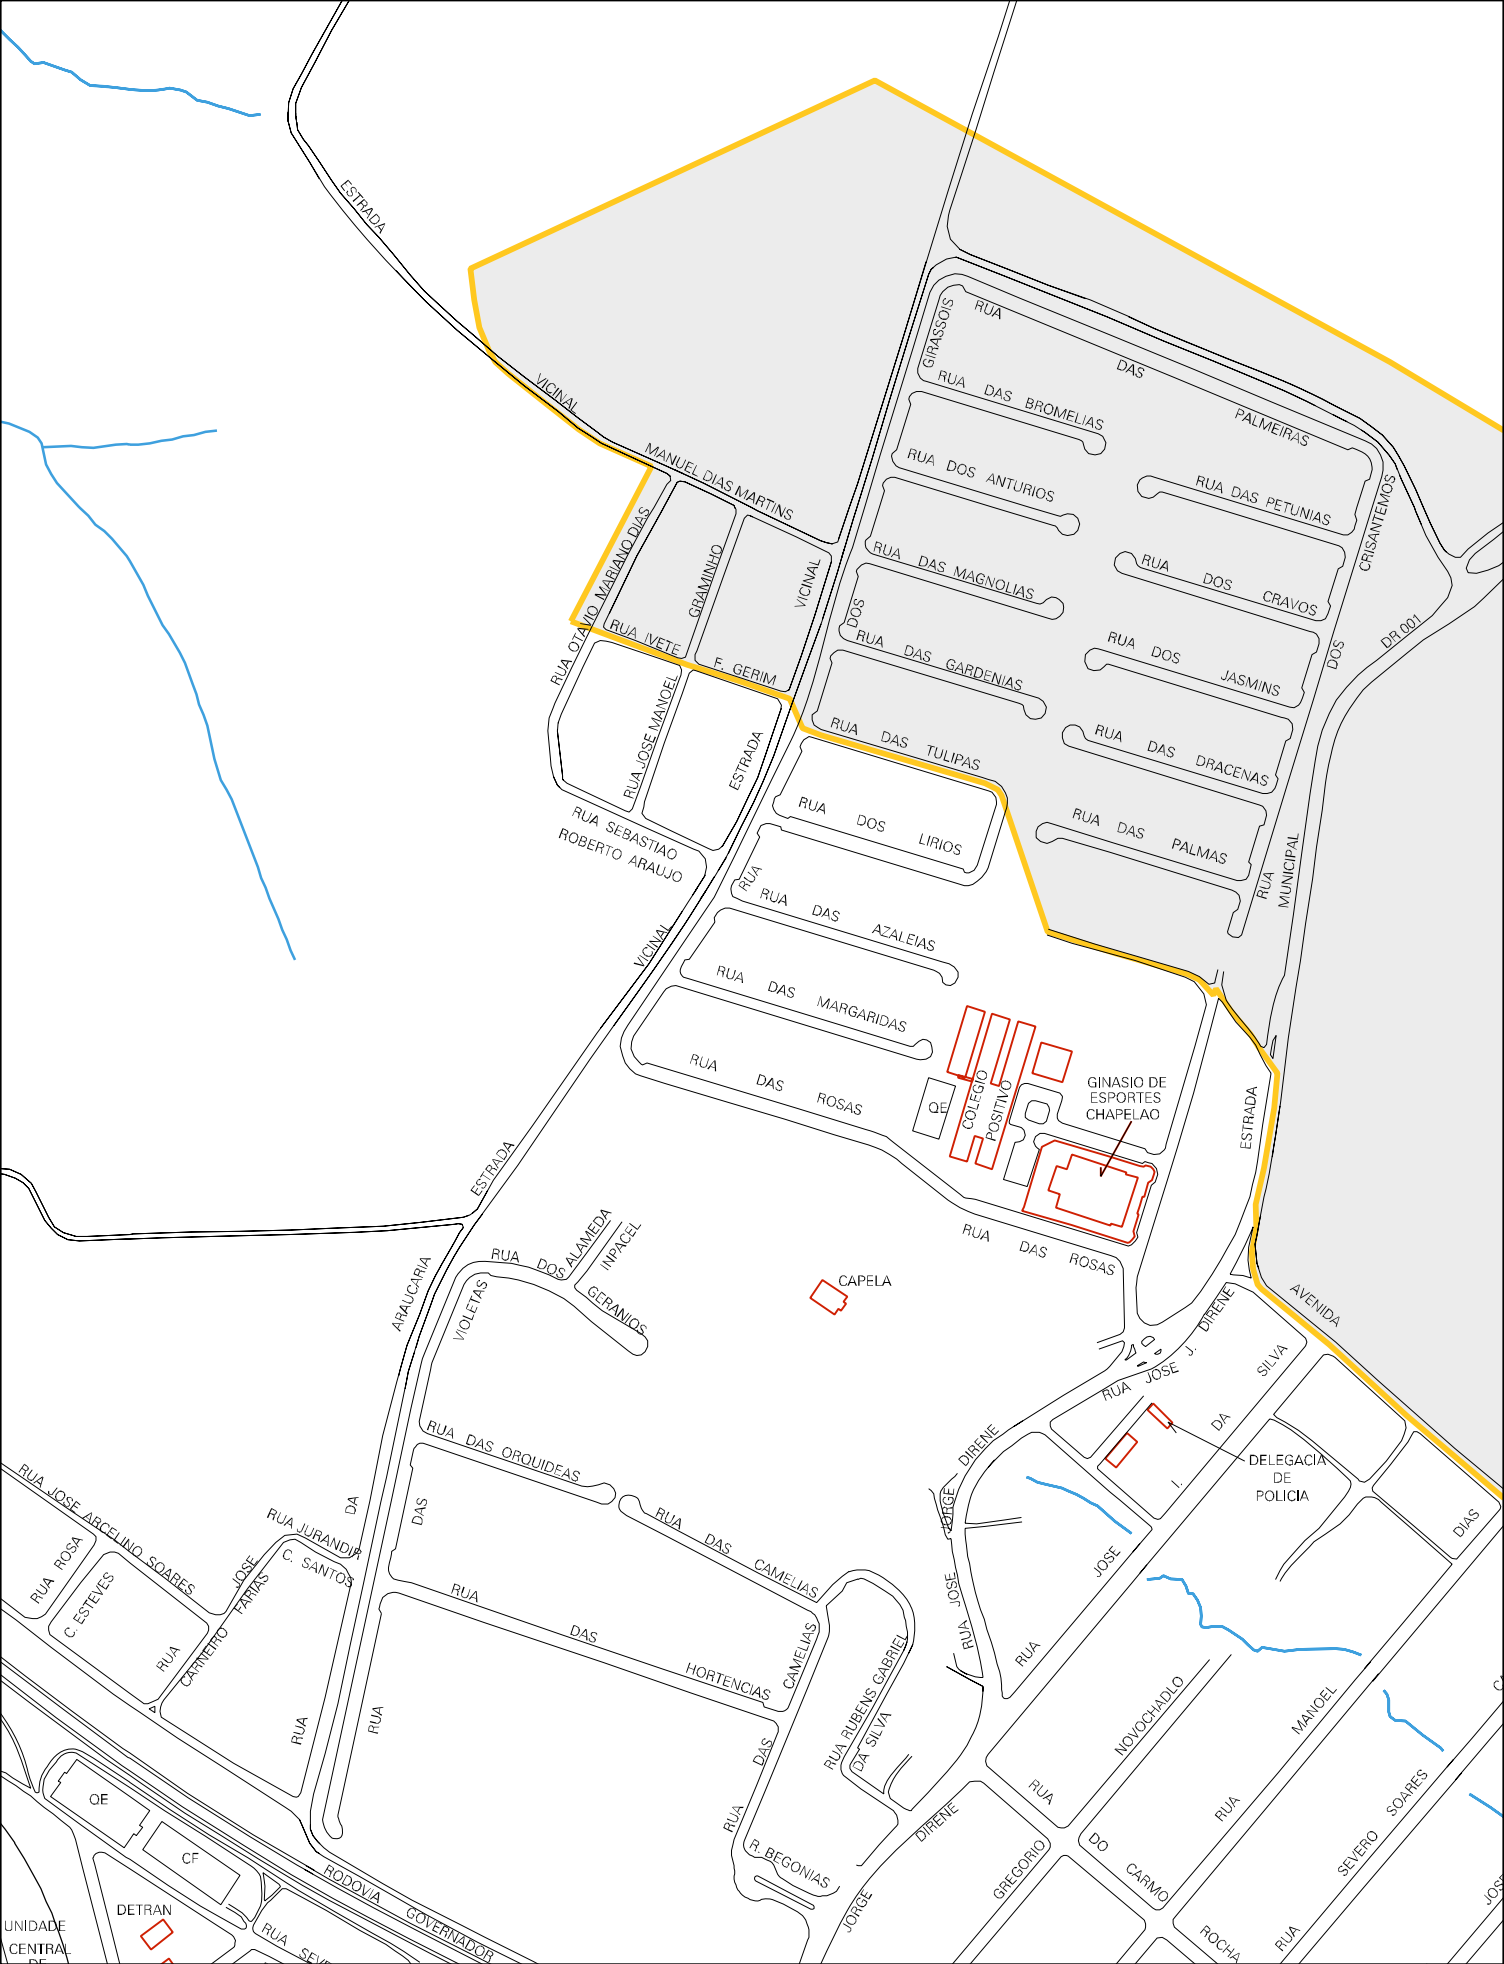 ESTRADA
VICINAL
MANUEL DIAS MARTINS
GIRASSOIS
RUA DAS PALMEIRAS
RUA DAS BROMELIAS
RUA DOS ANTURIOS
RUA DAS PETUNIAS
CRISANTEMOS
RUA DAS MAGNOLIAS
RUA DOS CRAVOS
RUA OTAVIO MARIANO DIAS
GRAMINHO
VICINAL
DOS
RUA IVETE F. GERIM
RUA DAS GARDENIAS
RUA DOS JASMINS
DOS
DR 001
RUA JOSE MANOEL
ESTRADA
RUA DAS TULIPAS
RUA DAS DRACENAS
RUA SEBASTIAO
ROBERTO ARAUJO
RUA DOS LIRIOS
RUA DAS PALMAS
RUA
MUNICIPAL
RUA
RUA DAS AZALEIAS
VICINAL
RUA DAS MARGARIDAS
RUA DAS ROSAS
QE
COLEGIO
POSITIVO
GINASIO DE
ESPORTES
CHAPELAO
ESTRADA
ESTRADA
RUA DAS ROSAS
ARAUCARIA
RUA DOS
GERANIOS
ALAMEDA
INPACEL
VIOLETAS
CAPELA
AVENIDA
RUA JOSE J. DIRENE
SILVA
DA
I.
JOSE
RUA
DELEGACIA
DE
POLICIA
DIRENE
JORGE
RUA JOSE
RUA DAS ORQUIDEAS
DAS
RUA DAS CAMELIAS
DA
RUA JURANDIR
C. SANTOS
RUA JOSE ARCELINO SOARES
RUA ROSA
C. ESTEVES
JOSE
FARIAS
RUA
CARNEIRO
RUA
RUA
RUA DAS HORTENCIAS
CAMELIAS
DAS
RUA
RUA RUBENS GABRIEL
DA SILVA
R. BEGONIAS
DIRENE
JORGE
DIAS
MANOEL
RUA
NOVOCHADLO
RUA
GREGORIO
DO CARMO
ROCHA
SOARES
SEVERO
RUA
QE
CF
DETRAN
UNIDADE
CENTRAL
DE
RODOVIA GOVERNADOR
RUA SEVE
JOSE